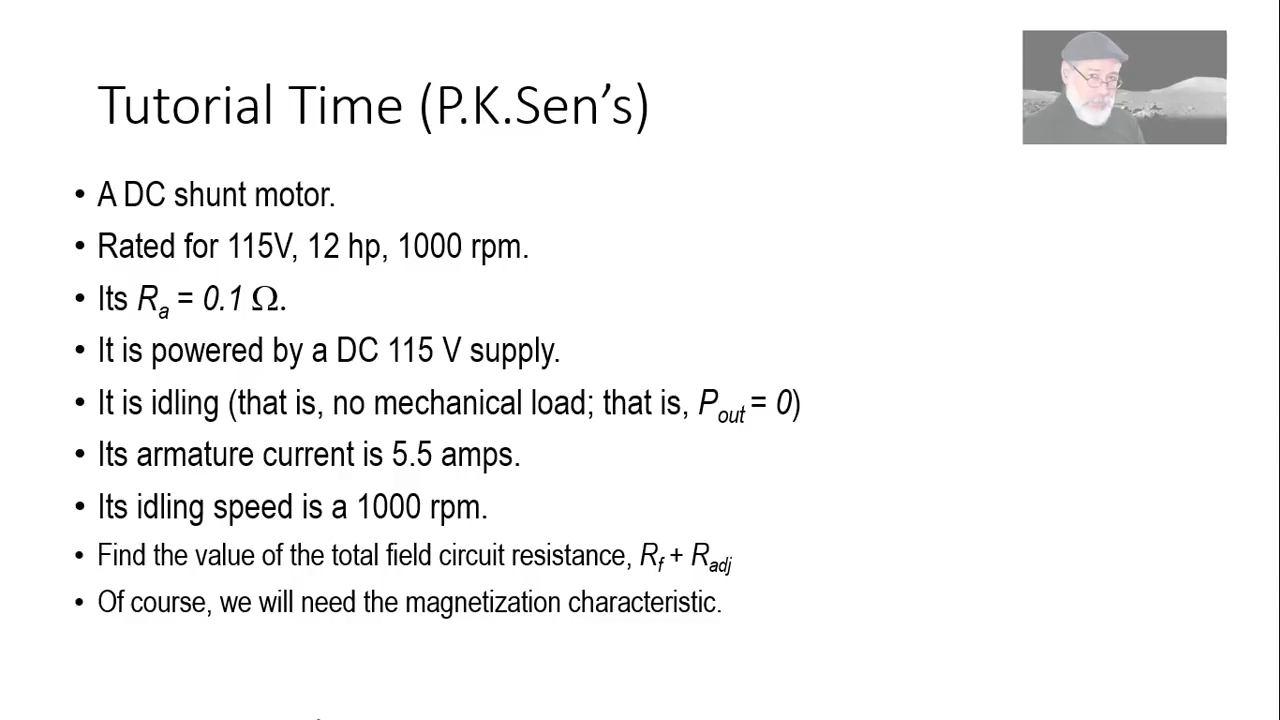 Tutorial Time (P.K.Sen's)
• A DC shunt motor.
• Rated for 115V, 12 hp, 1000 rpm.
• Its Ra = 0.1 Ω.
• It is powered by a DC 115 V supply.
• It is idling (that is, no mechanical load; that is, Pout = 0)
• Its armature current is 5.5 amps.
• Its idling speed is a 1000 rpm.
• Find the value of the total field circuit resistance, Rf + Radj
• Of course, we will need the magnetization characteristic.